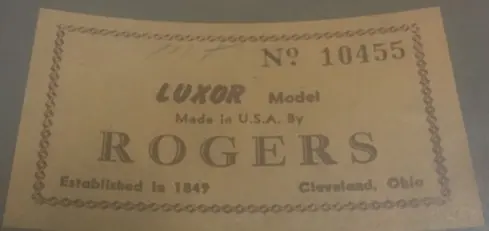 Nº 10455
LUXOR Model
Made in U.S.A. By
ROGERS
Established in 1849 Cleveland, Ohio